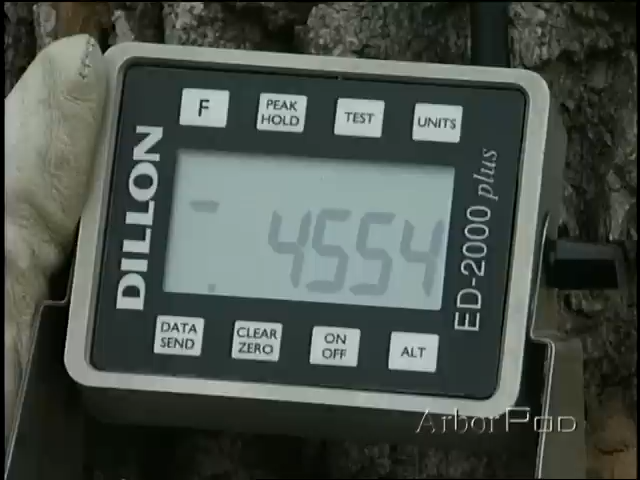 F
PEAK HOLD
TEST
UNITS
DILLON
4554
ED-2000 plus
DATA SEND
CLEAR ZERO
ON OFF
ALT
ArborPod